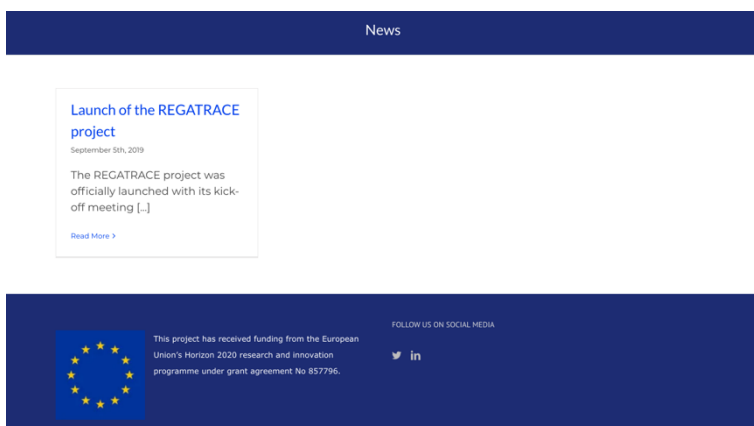 News
Launch of the REGATRACE
project
September 5th, 2019
The REGATRACE project was
officially launched with its kick-
off meeting [...]
Read More >
This project has received funding from the European
Union's Horizon 2020 research and innovation
programme under grant agreement No 857796.
FOLLOW US ON SOCIAL MEDIA
in